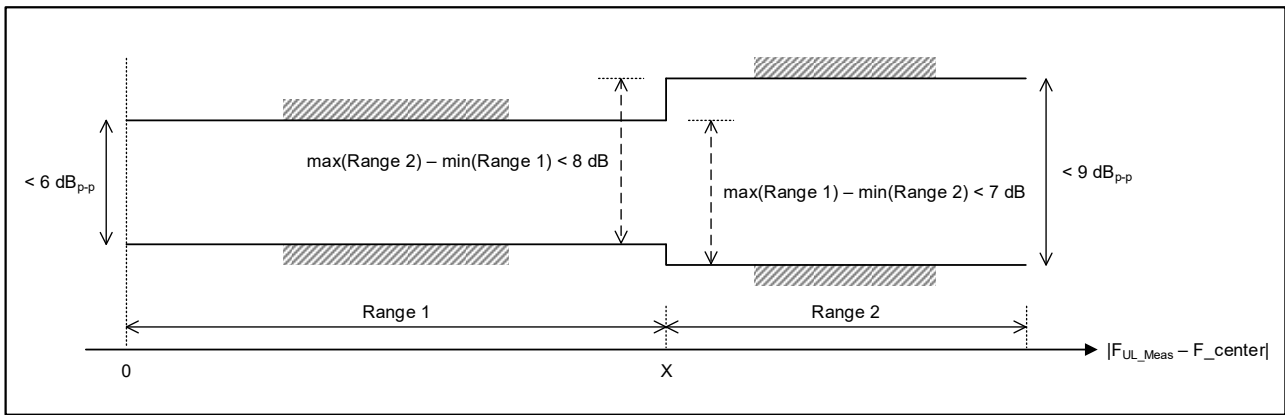 max(Range 2) – min(Range 1) < 8 dB
< 6 dBp-p
< 9 dBp-p
max(Range 1) – min(Range 2) < 7 dB
Range 1
Range 2
|FUL_Meas – F_center|
0
X